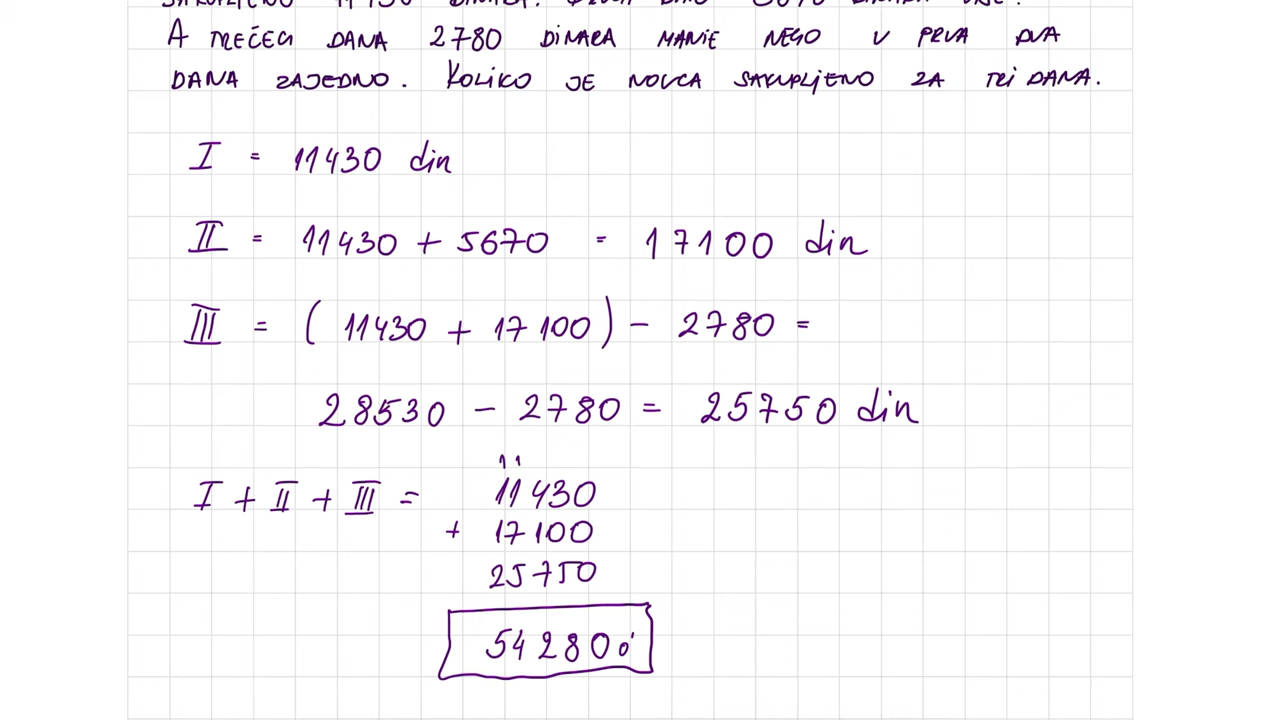 A TREĆEG DANA 2780 DINARA MANJE NEGO U PRVA DVA
DANA ZAJEDNO. KOLIKO JE NOVCA SAKUPLJENO ZA TRI DANA.
I = 11430 din
II = 11430 + 5670 = 17100 din
III = (11430 + 17100) - 2780 =
28530 - 2780 = 25750 din
11
I + II + III = 11430
+ 17100
25750
54280